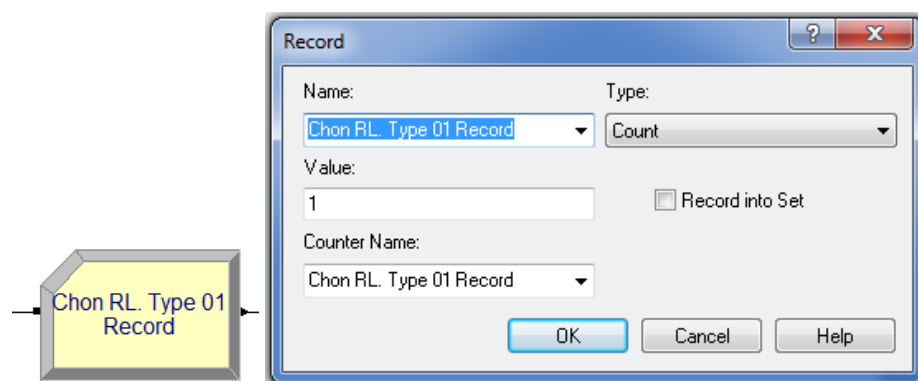 Record
?
X
Name:
Type:
Chon RL. Type 01 Record
Count
Value:
1
Record into Set
Counter Name:
Chon RL. Type 01 Record
OK
Cancel
Help
Chon RL. Type 01
Record